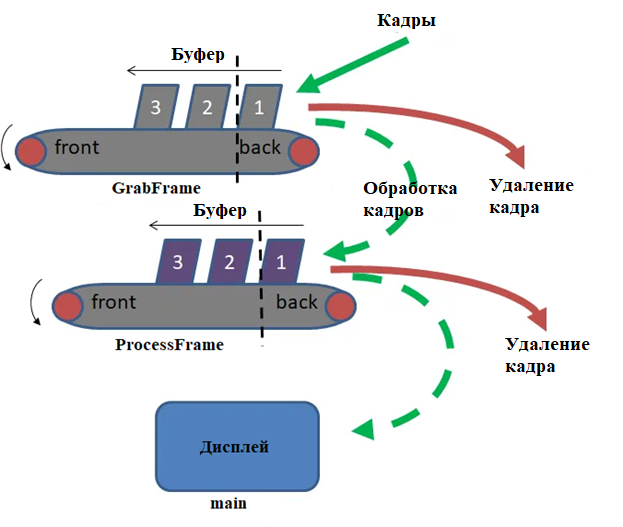 Кадры
Буфер
3 2 1
front back
GrabFrame
Обработка
кадров
Удаление
кадра
Буфер
3 2 1
front back
ProcessFrame
Удаление
кадра
Дисплей
main